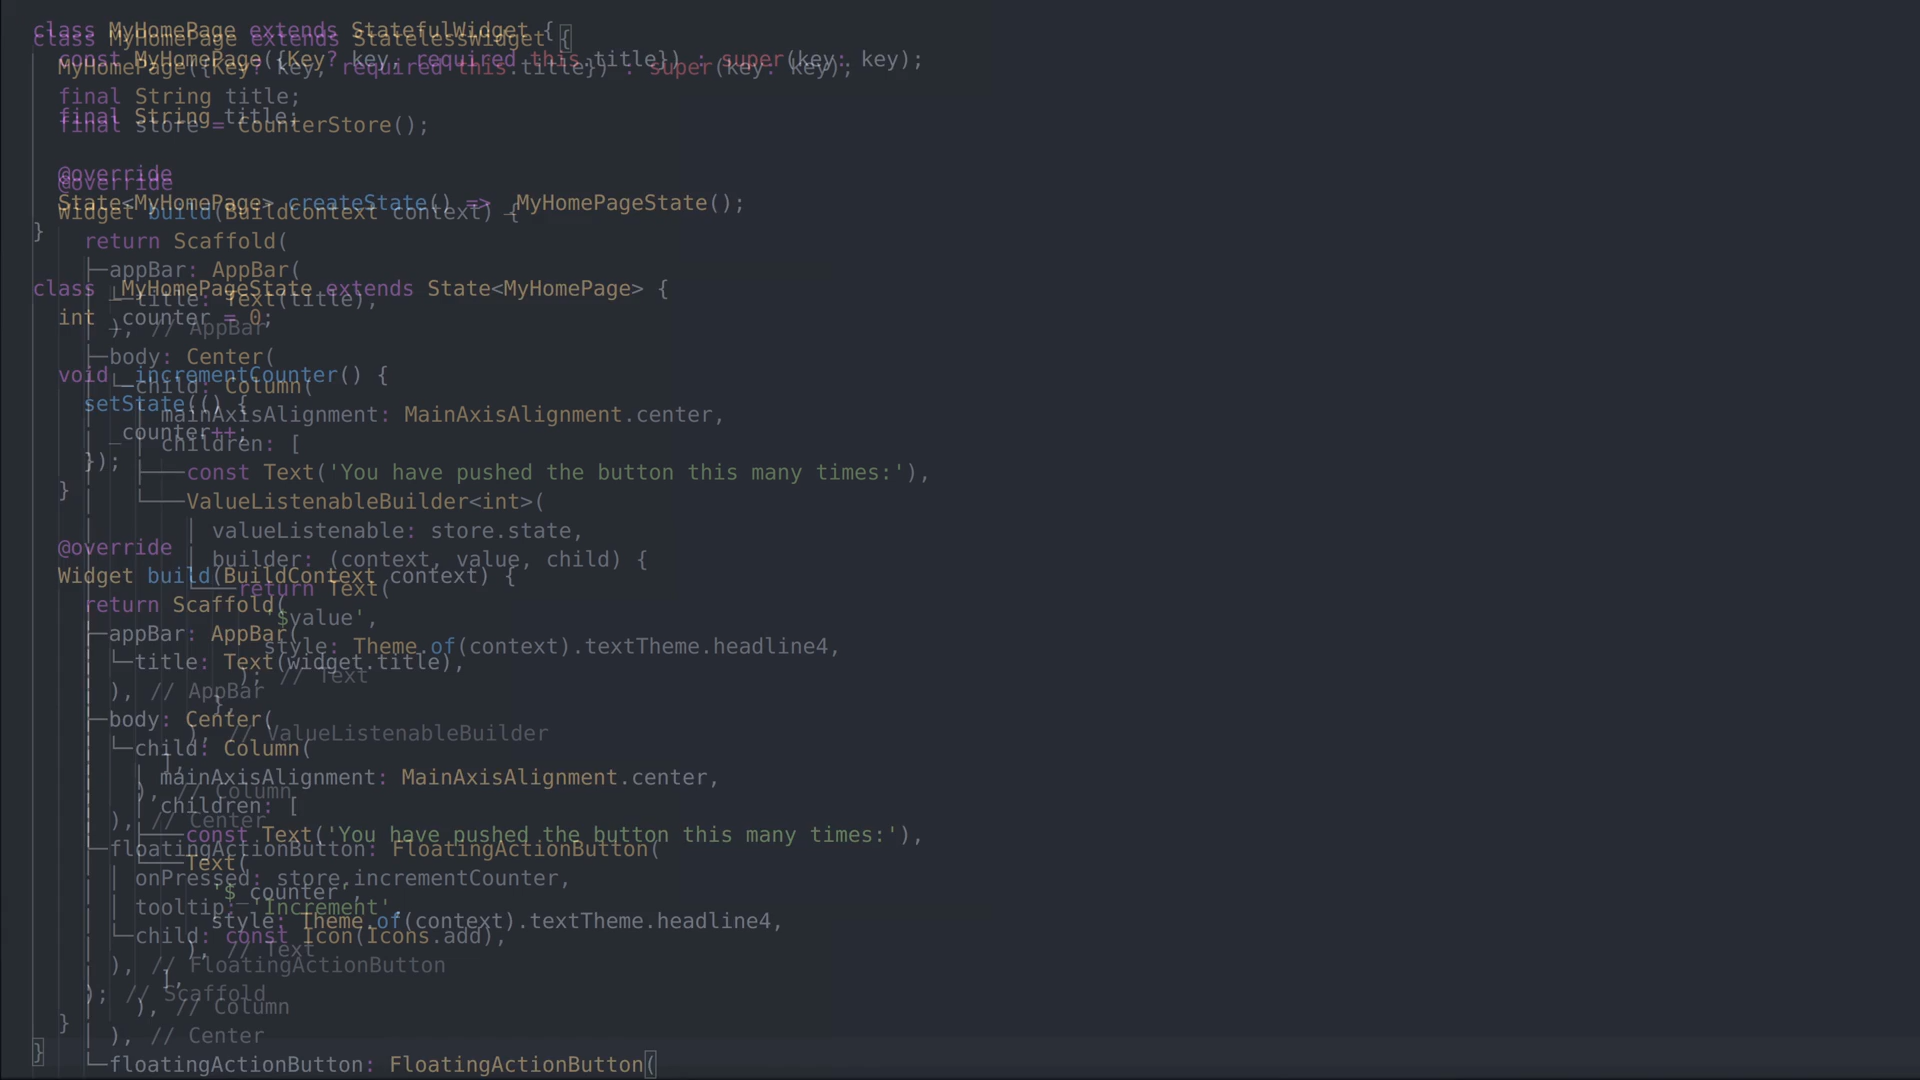 class MyHomePage extends StatefulWidget {
class MyHomePage extends StatelessWidget {
const MyHomePage({Key? key, required this.title}) : super(key: key);
MyHomePage({Key? key, required this.title}) : super(key: key);
final String title;
final String title;
final store = CounterStore();
@override
@override
State<MyHomePage> createState() => _MyHomePageState();
Widget build(BuildContext context) {
}
return Scaffold(
appBar: AppBar(
class _MyHomePageState extends State<MyHomePage> {
title: Text(title),
int _counter = 0;
), // AppBar
body: Center(
void _incrementCounter() {
child: Column(
setState(() {
mainAxisAlignment: MainAxisAlignment.center,
_counter++;
children: [
});
const Text('You have pushed the button this many times:'),
}
ValueListenableBuilder<int>(
valueListenable: store.state,
@override
builder: (context, value, child) {
Widget build(BuildContext context) {
return Text(
return Scaffold(
'$value',
appBar: AppBar(
style: Theme.of(context).textTheme.headline4,
title: Text(widget.title),
); // Text
), // AppBar
},
body: Center(
), // ValueListenableBuilder
child: Column(
],
mainAxisAlignment: MainAxisAlignment.center,
), // Column
children: [
), // Center
const Text('You have pushed the button this many times:'),
floatingActionButton: FloatingActionButton(
Text(
onPressed: store.incrementCounter,
'$_counter',
tooltip: 'Increment',
style: Theme.of(context).textTheme.headline4,
child: const Icon(Icons.add),
), // Text
), // FloatingActionButton
],
); // Scaffold
), // Column
}
), // Center
}
floatingActionButton: FloatingActionButton(